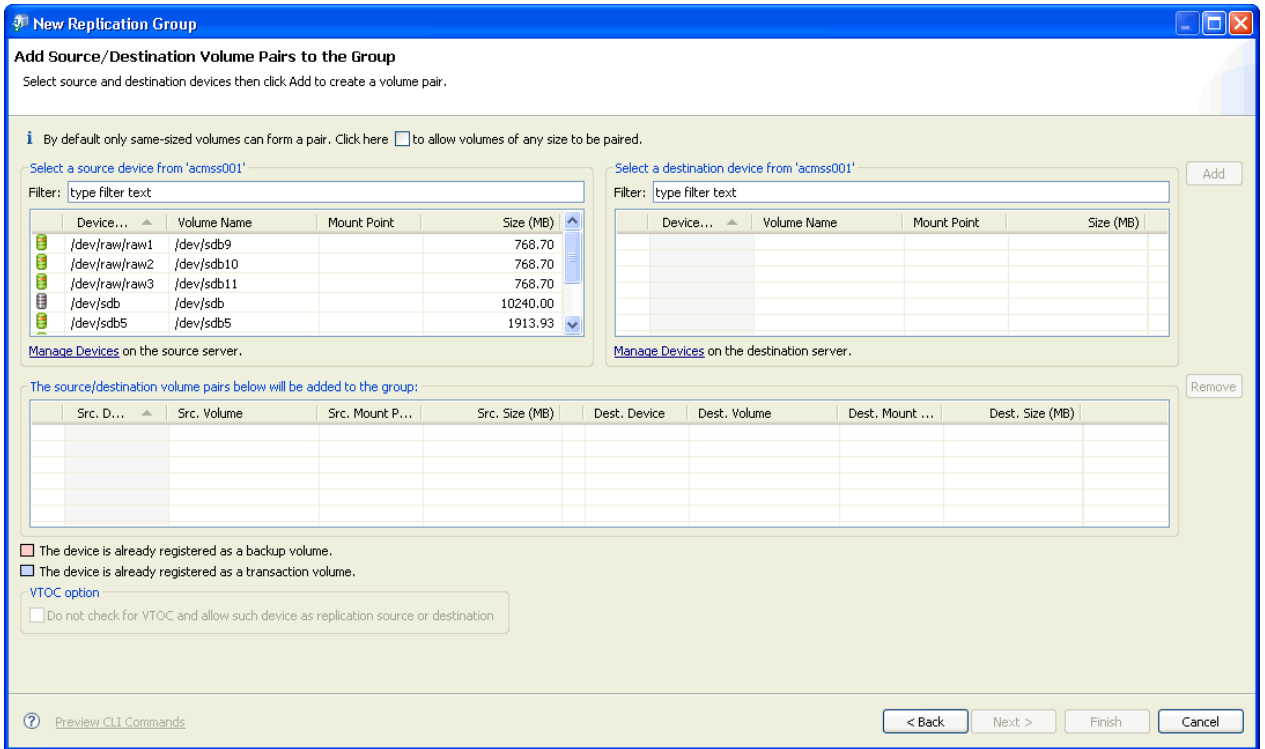 New Replication Group
Add Source/Destination Volume Pairs to the Group
Select source and destination devices then click Add to create a volume pair.
By default only same-sized volumes can form a pair. Click here to allow volumes of any size to be paired.
Select a source device from 'acmss001'
Filter: type filter text
Device... Volume Name Mount Point Size (MB)
/dev/raw/raw1 /dev/sdb9 768.70
/dev/raw/raw2 /dev/sdb10 768.70
/dev/raw/raw3 /dev/sdb11 768.70
/dev/sdb /dev/sdb 10240.00
/dev/sdb5 /dev/sdb5 1913.93
Manage Devices on the source server.
Select a destination device from 'acmss001'
Filter: type filter text
Device... Volume Name Mount Point Size (MB)
Manage Devices on the destination server.
Add
The source/destination volume pairs below will be added to the group:
Src. D... Src. Volume Src. Mount P... Src. Size (MB) Dest. Device Dest. Volume Dest. Mount ... Dest. Size (MB)
Remove
The device is already registered as a backup volume.
The device is already registered as a transaction volume.
VTOC option
Do not check for VTOC and allow such device as replication source or destination
? Preview CLI Commands
< Back Next > Finish Cancel